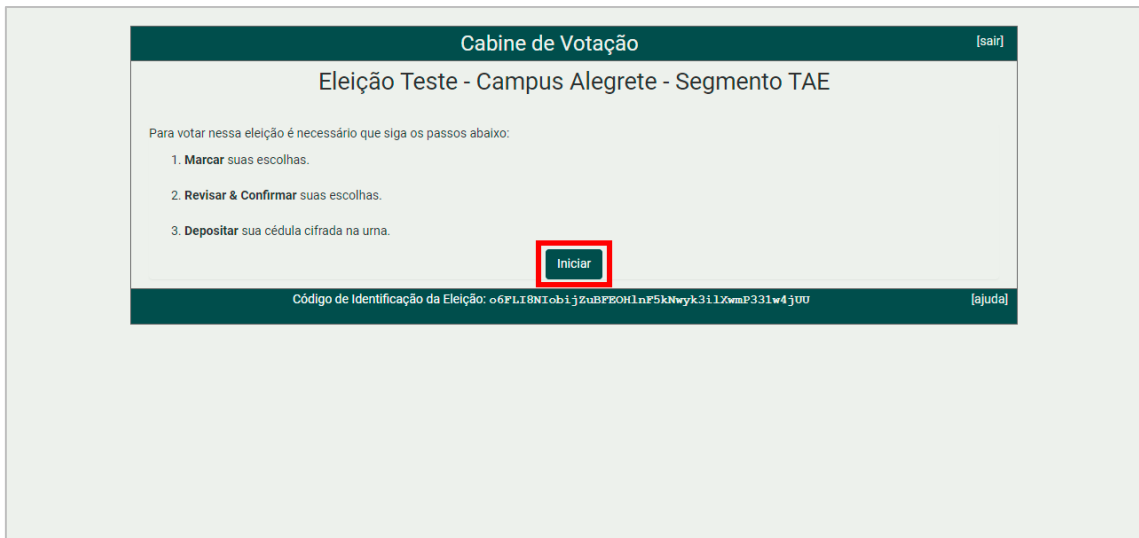 Cabine de Votação [sair]
Eleição Teste - Campus Alegrete - Segmento TAE
Para votar nessa eleição é necessário que siga os passos abaixo:
1. Marcar suas escolhas.
2. Revisar & Confirmar suas escolhas.
3. Depositar sua cédula cifrada na urna.
Iniciar
Código de Identificação da Eleição: o6FLI8NIobijZuBFEOHlnF5kNwyk3ilXwmP331w4jUU [ajuda]